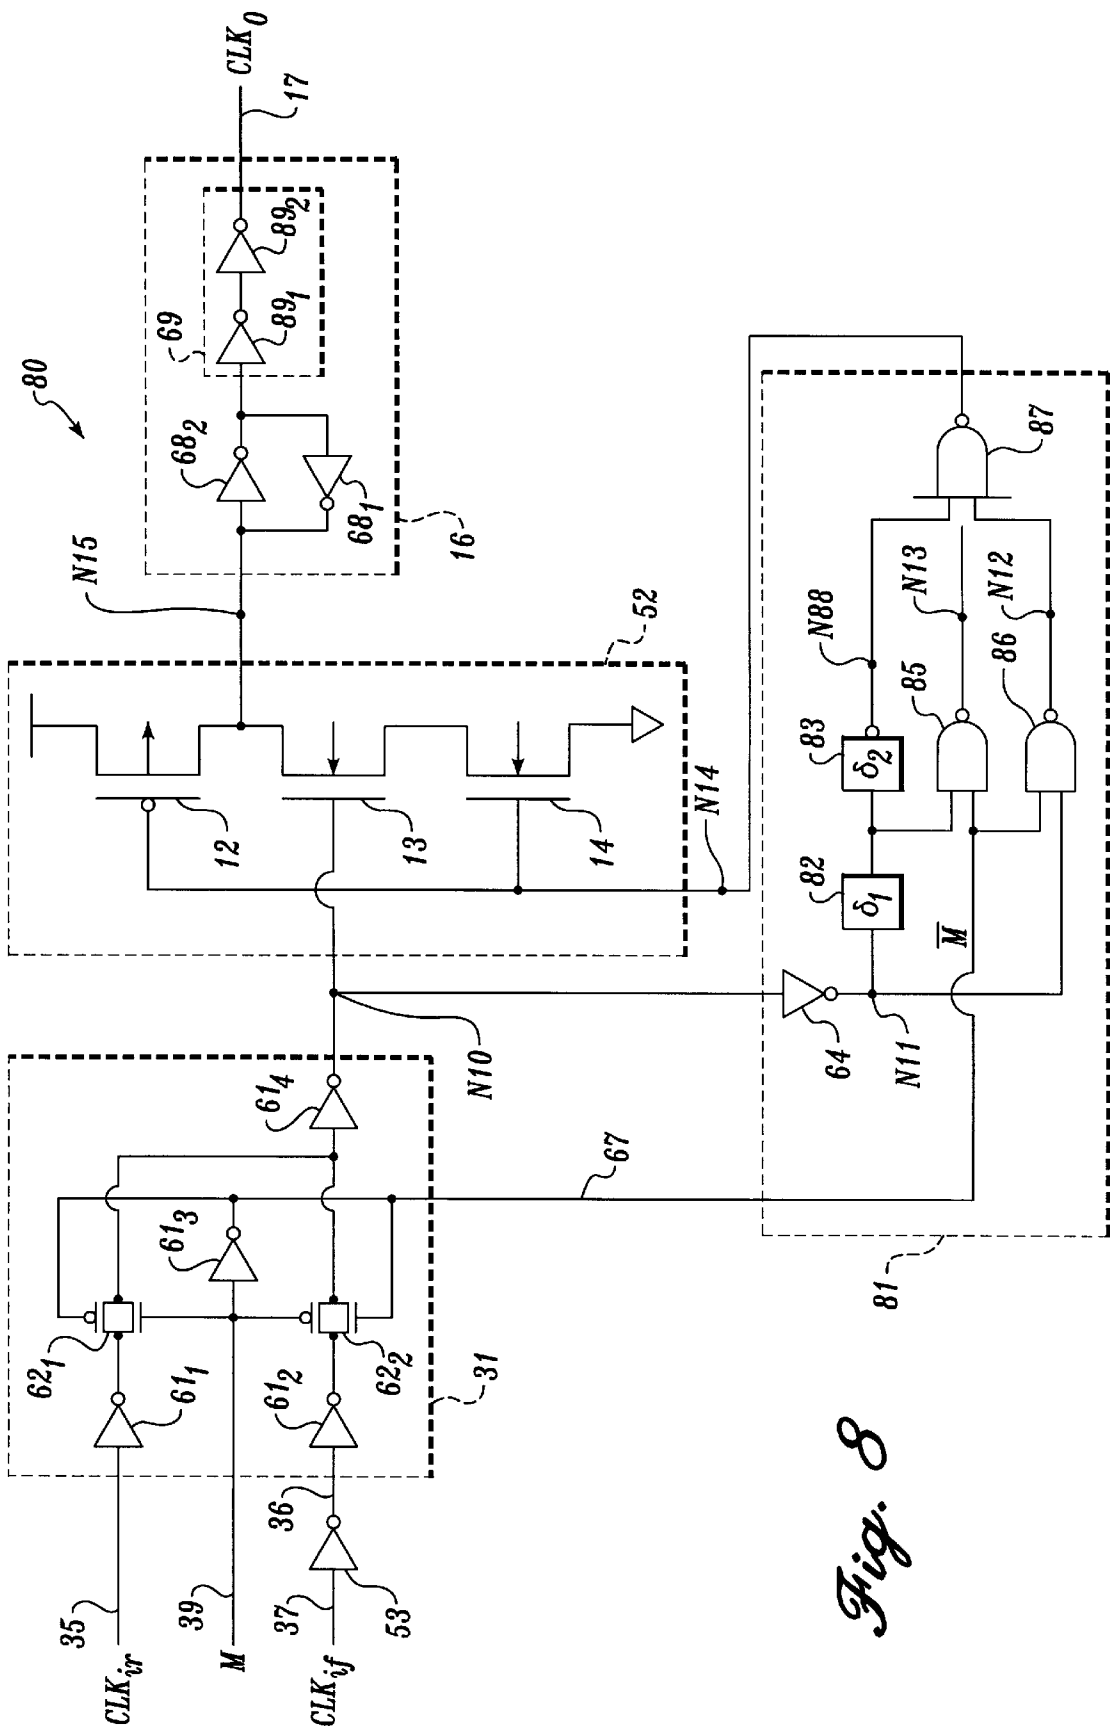 80
CLK0
17
69
89₁
89₂
68₂
68₁
16
N15
52
12
13
14
N14
N10
61₄
61₃
67
62₁
61₁
62₂
61₂
31
36
53
35
CLKir
39
M
37
CLKif
81
64
N11
M̅
82
δ₁
83
δ₂
N88
85
N13
86
N12
87
Fig. 8